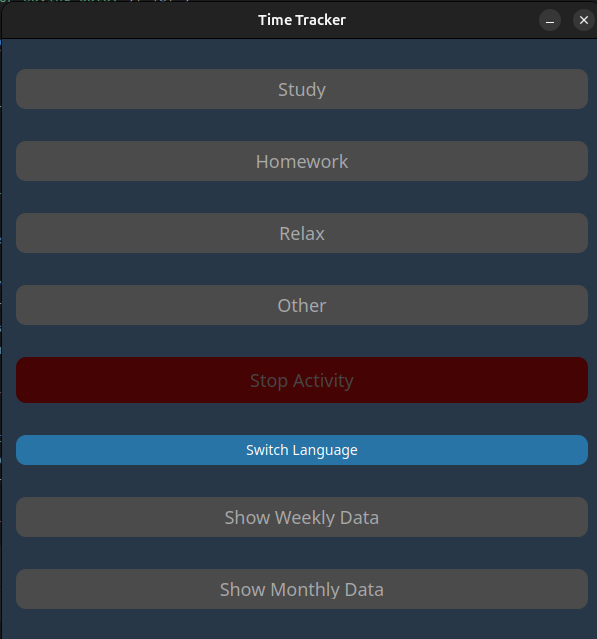 Time Tracker
Study
Homework
Relax
Other
Stop Activity
Switch Language
Show Weekly Data
Show Monthly Data